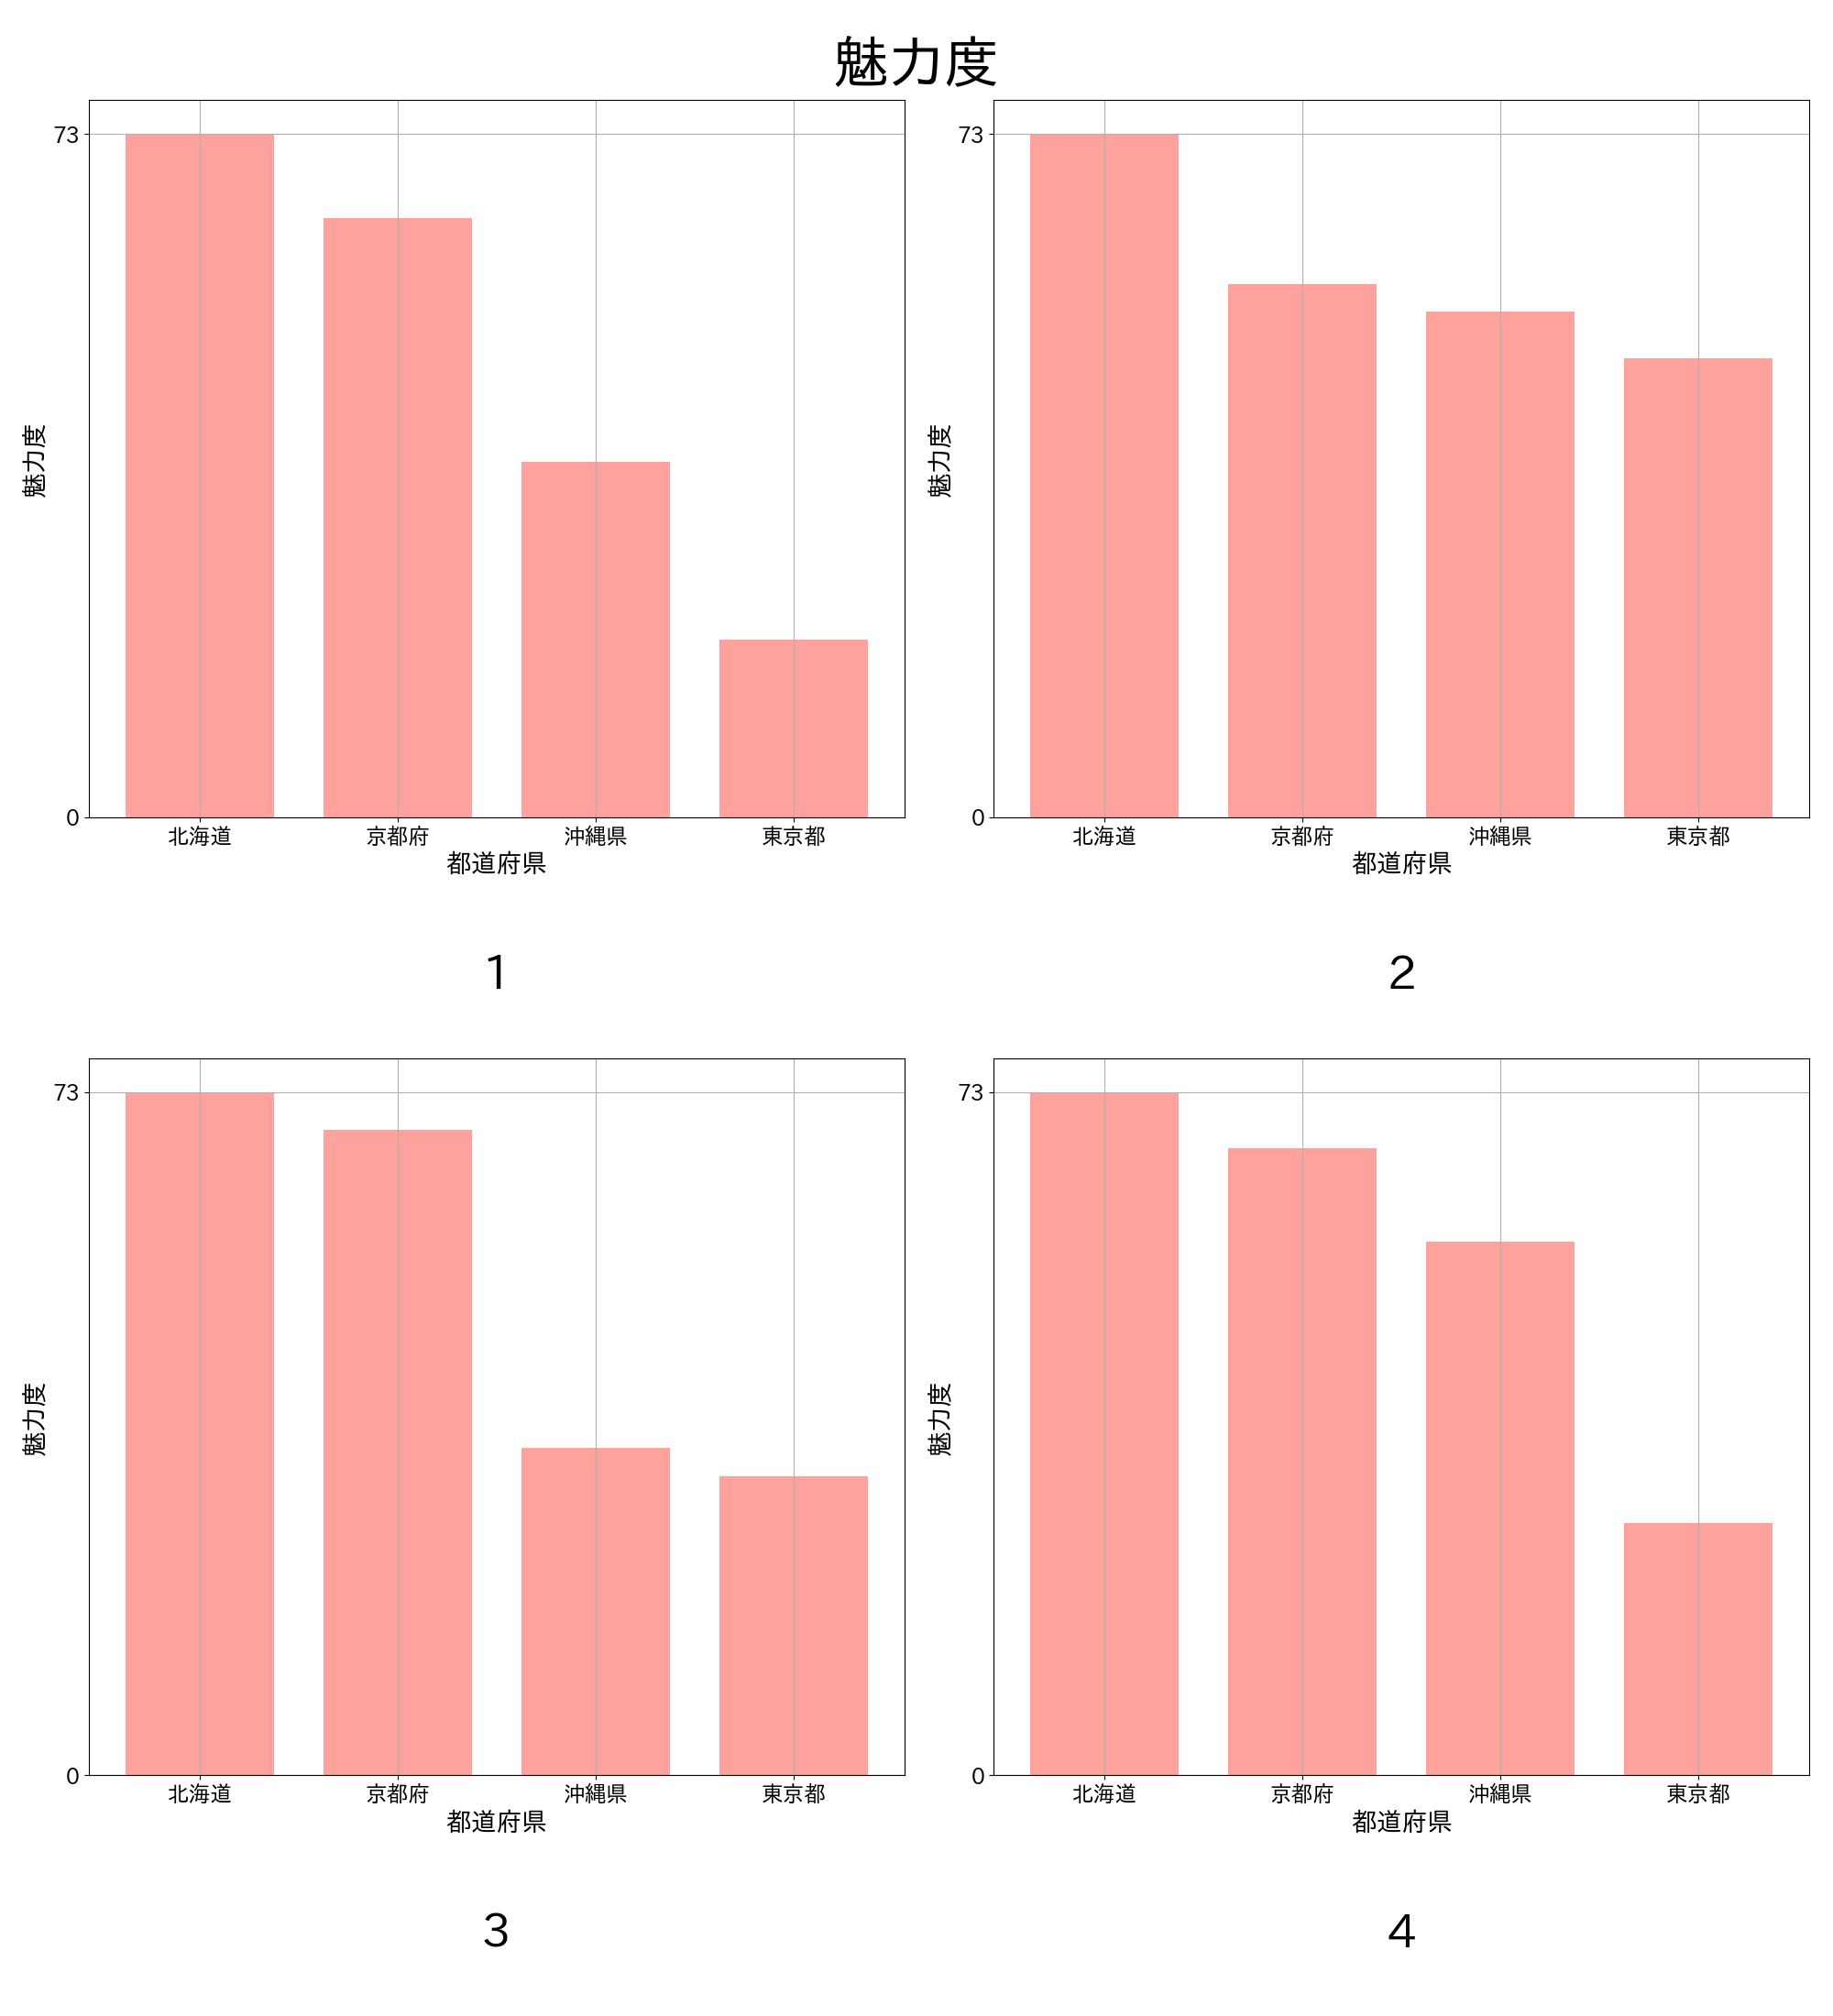 魅力度
73
0
魅力度
北海道 京都府 沖縄県 東京都
都道府県
1
73
0
魅力度
北海道 京都府 沖縄県 東京都
都道府県
2
73
0
魅力度
北海道 京都府 沖縄県 東京都
都道府県
3
73
0
魅力度
北海道 京都府 沖縄県 東京都
都道府県
4